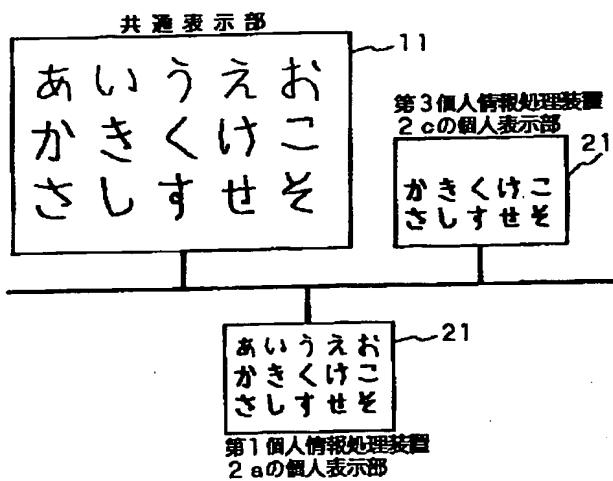 共通表示部
11
あいうえお
かきくけこ
さしすせそ
第3個人情報処理装置
2cの個人表示部
21
かきくけこ
さしすせそ
21
あいうえお
かきくけこ
さしすせそ
第1個人情報処理装置
2aの個人表示部